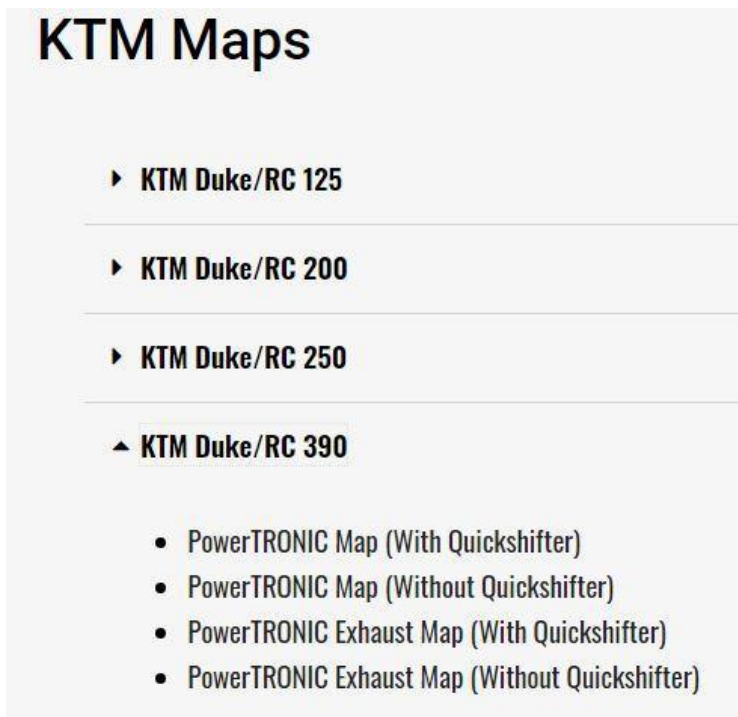 KTM Maps
KTM Duke/RC 125
KTM Duke/RC 200
KTM Duke/RC 250
KTM Duke/RC 390
PowerTRONIC Map (With Quickshifter)
PowerTRONIC Map (Without Quickshifter)
PowerTRONIC Exhaust Map (With Quickshifter)
PowerTRONIC Exhaust Map (Without Quickshifter)